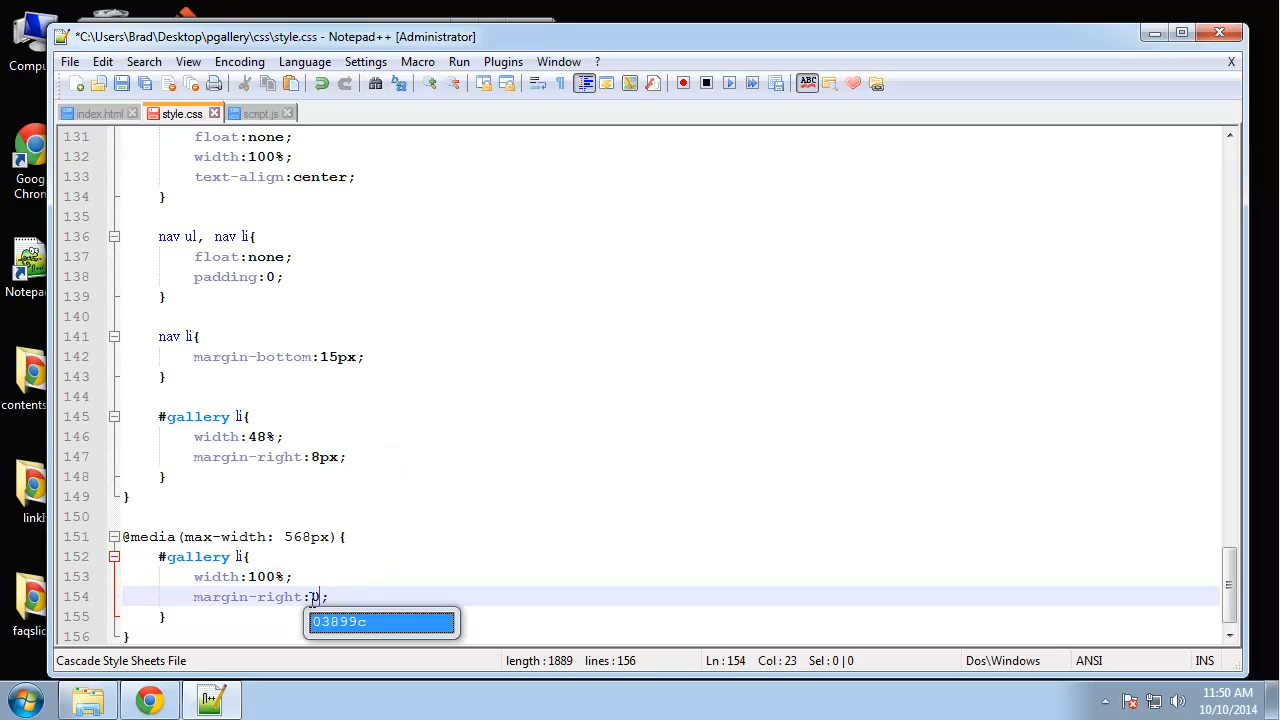 *C:\Users\Brad\Desktop\pgallery\css\style.css - Notepad++ [Administrator]
File Edit Search View Encoding Language Settings Macro Run Plugins Window ? X
index.html style.css script.js
131 float:none;
132 width:100%;
133 text-align:center;
134 }
135
136 nav ul, nav li{
137 float:none;
138 padding:0;
139 }
140
141 nav li{
142 margin-bottom:15px;
143 }
144
145 #gallery li{
146 width:48%;
147 margin-right:8px;
148 }
149 }
150
151 @media(max-width: 568px){
152 #gallery li{
153 width:100%;
154 margin-right:0;
155 }
03899c
156 }
Cascade Style Sheets File length : 1889 lines : 156 Ln : 154 Col : 23 Sel : 0 | 0 Dos\Windows ANSI INS
Compu
Goog
Chron
Notepa
contents
linkl
faqslid
11:50 AM
10/10/2014